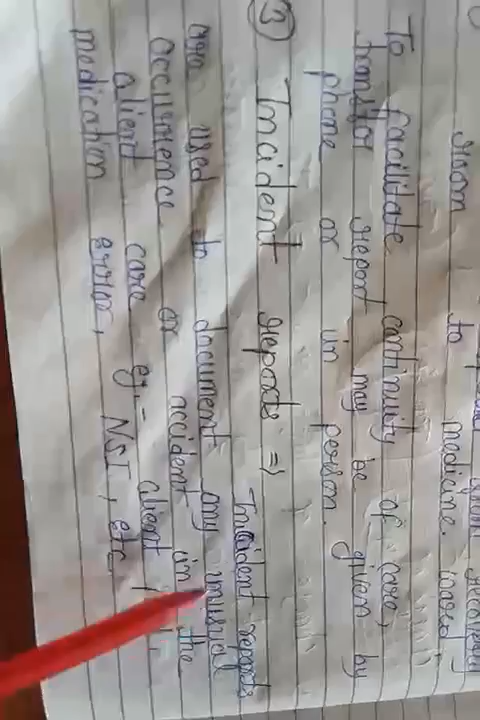 room to medicine ward
To facilitate continuity of care,
transfer report may be given by
phone or in person.
③ Incident reports ⇒
Incident reports
are used to document any unusual
occurrence or accident in the
client care eg.- client
medication error, NSI, etc